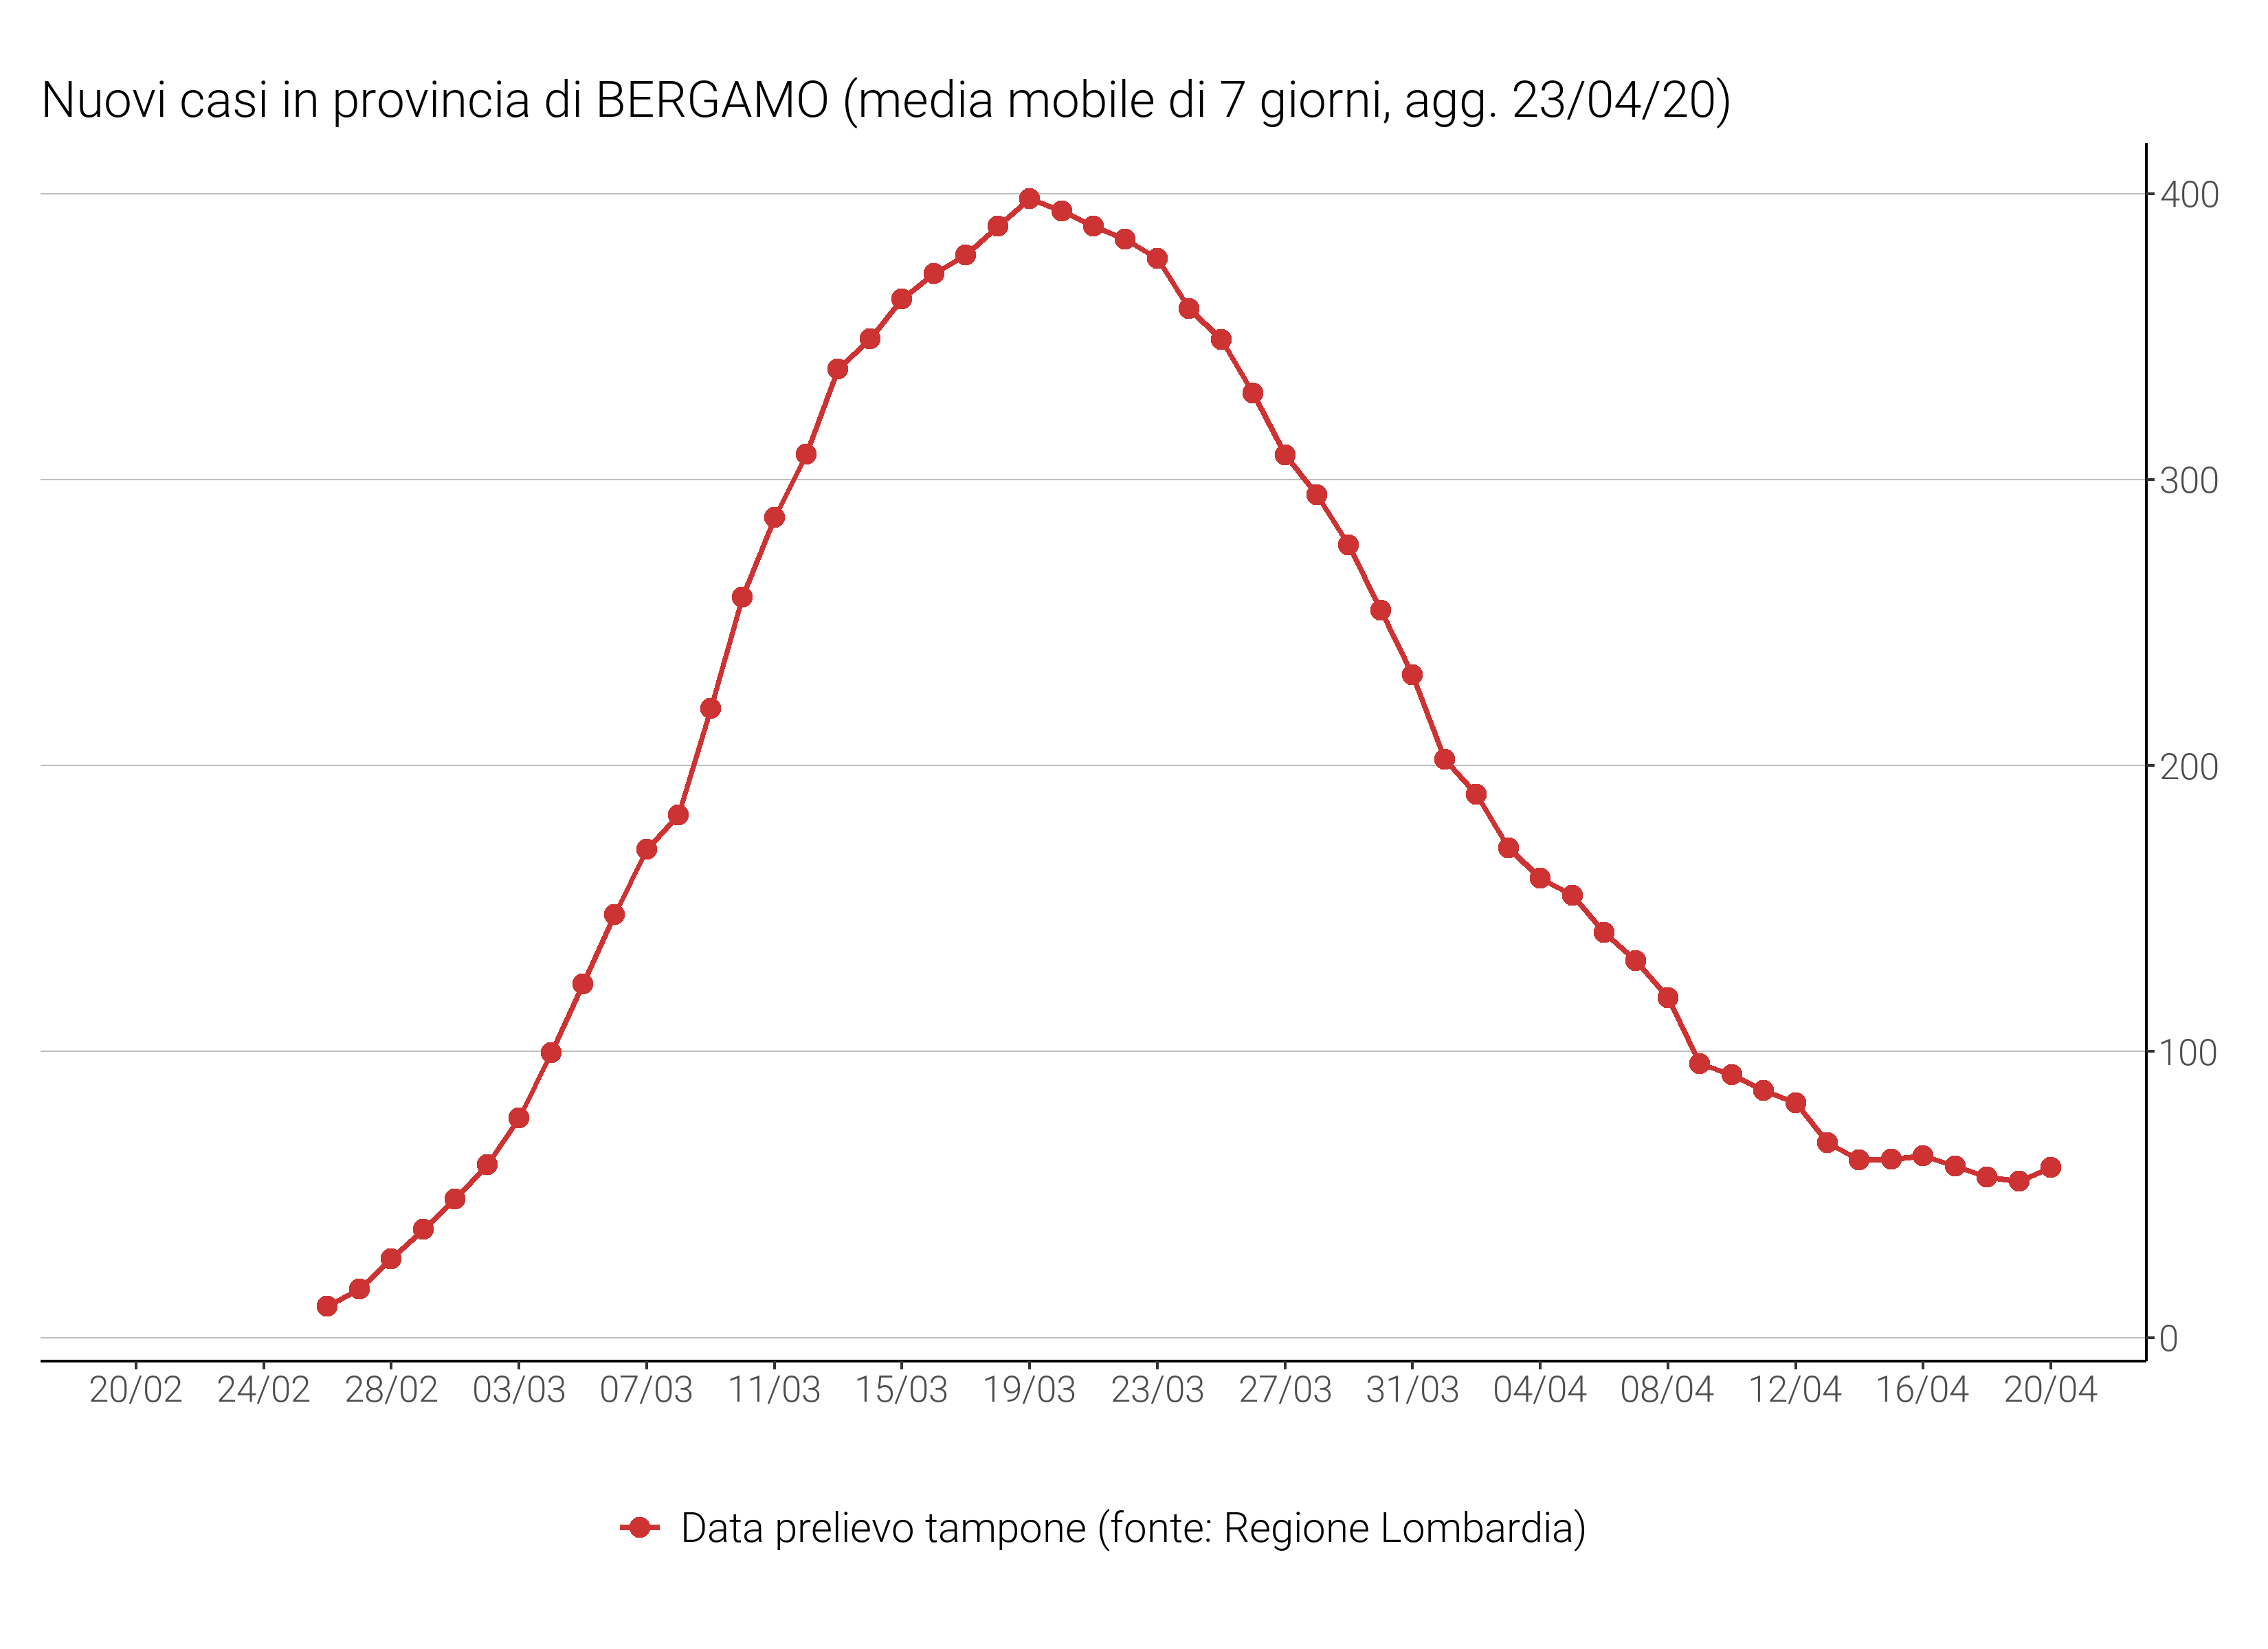 Nuovi casi in provincia di BERGAMO (media mobile di 7 giorni, agg. 23/04/20)
400
300
200
100
0
20/02 24/02 28/02 03/03 07/03 11/03 15/03 19/03 23/03 27/03 31/03 04/04 08/04 12/04 16/04 20/04
Data prelievo tampone (fonte: Regione Lombardia)